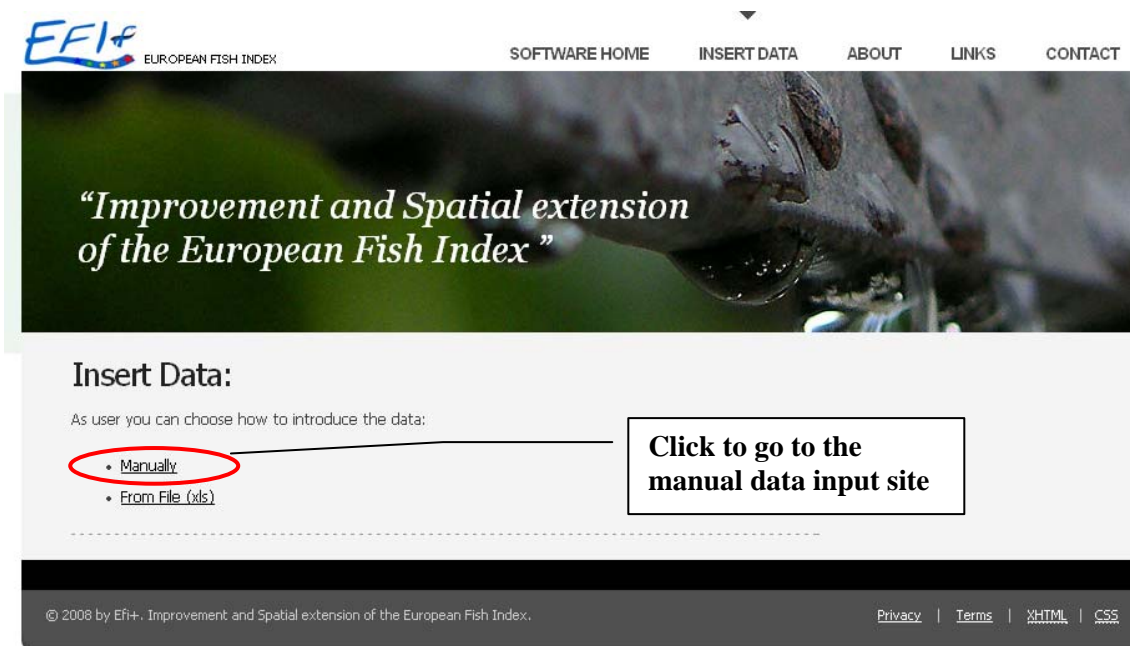 EFI+ EUROPEAN FISH INDEX
SOFTWARE HOME INSERT DATA ABOUT LINKS CONTACT
“Improvement and Spatial extension
of the European Fish Index ”
Insert Data:
As user you can choose how to introduce the data:
• Manually
• From File (xls)
Click to go to the
manual data input site
© 2008 by Efi+. Improvement and Spatial extension of the European Fish Index.
Privacy | Terms | XHTML | CSS